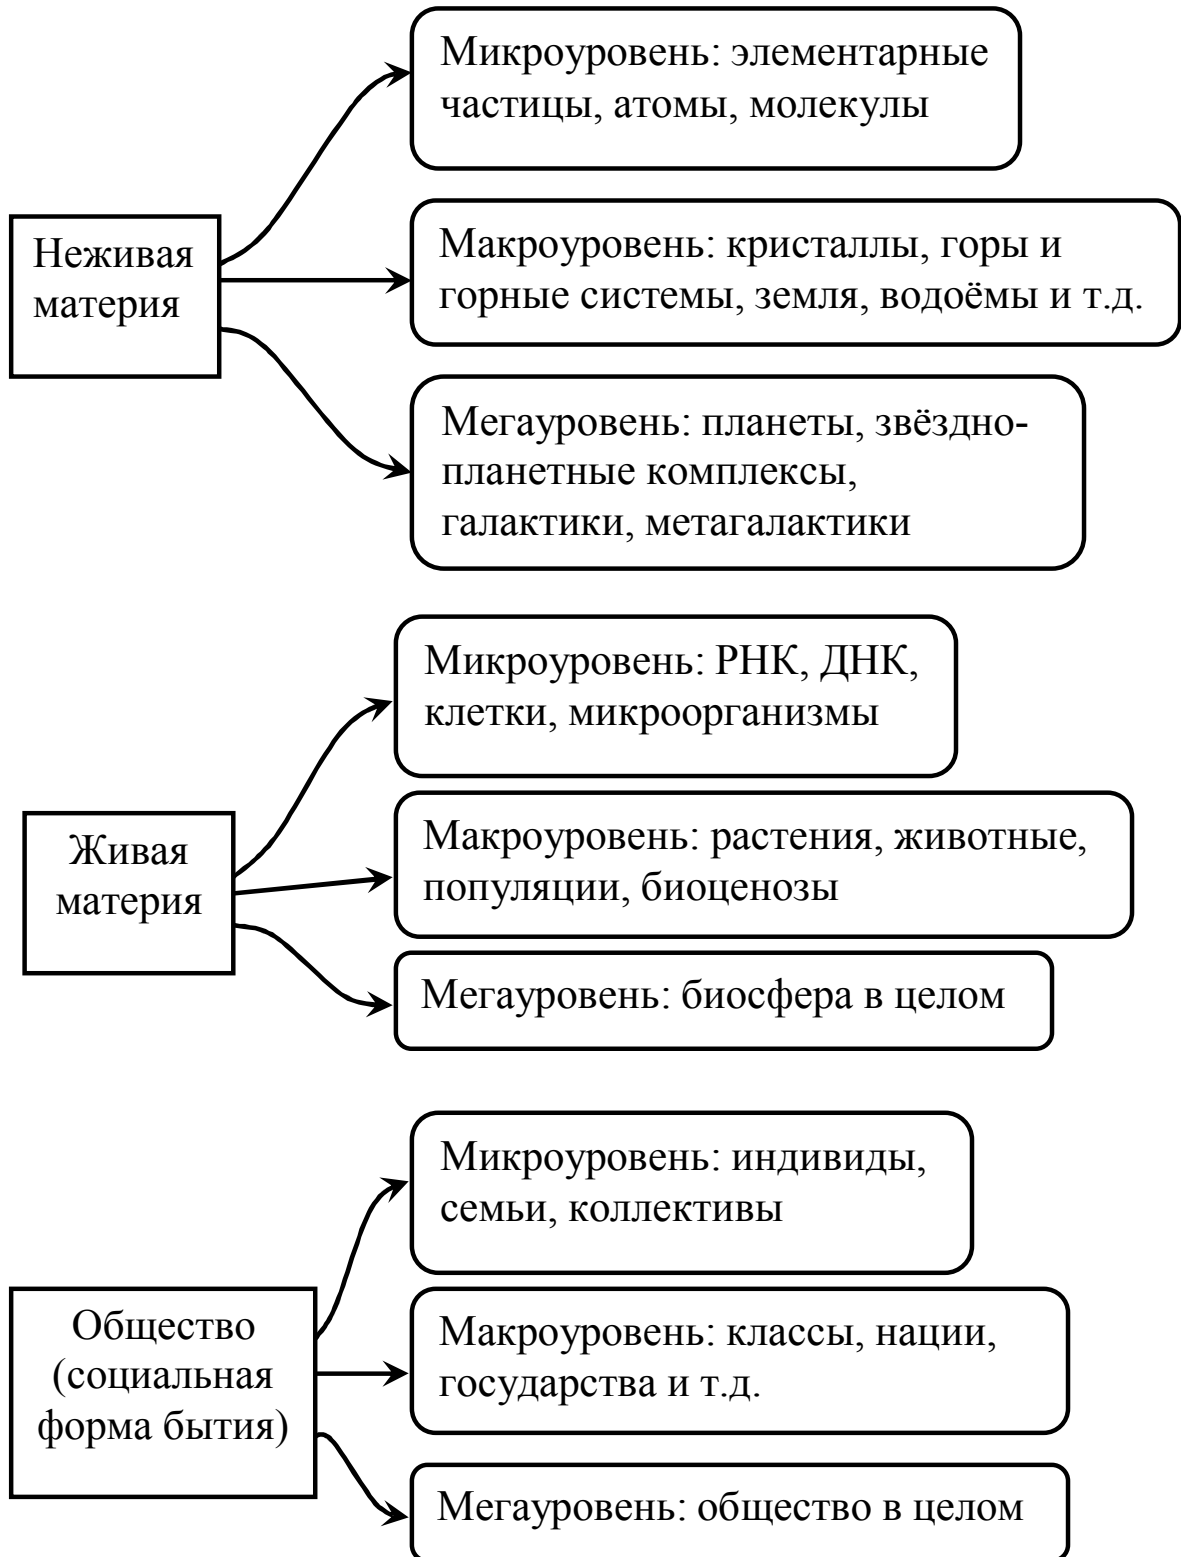 Микроуровень: элементарные
частицы, атомы, молекулы
Неживая
материя
Макроуровень: кристаллы, горы и
горные системы, земля, водоёмы и т.д.
Мегауровень: планеты, звёздно-
планетные комплексы,
галактики, метагалактики
Микроуровень: РНК, ДНК,
клетки, микроорганизмы
Живая
материя
Макроуровень: растения, животные,
популяции, биоценозы
Мегауровень: биосфера в целом
Микроуровень: индивиды,
семьи, коллективы
Общество
(социальная
форма бытия)
Макроуровень: классы, нации,
государства и т.д.
Мегауровень: общество в целом